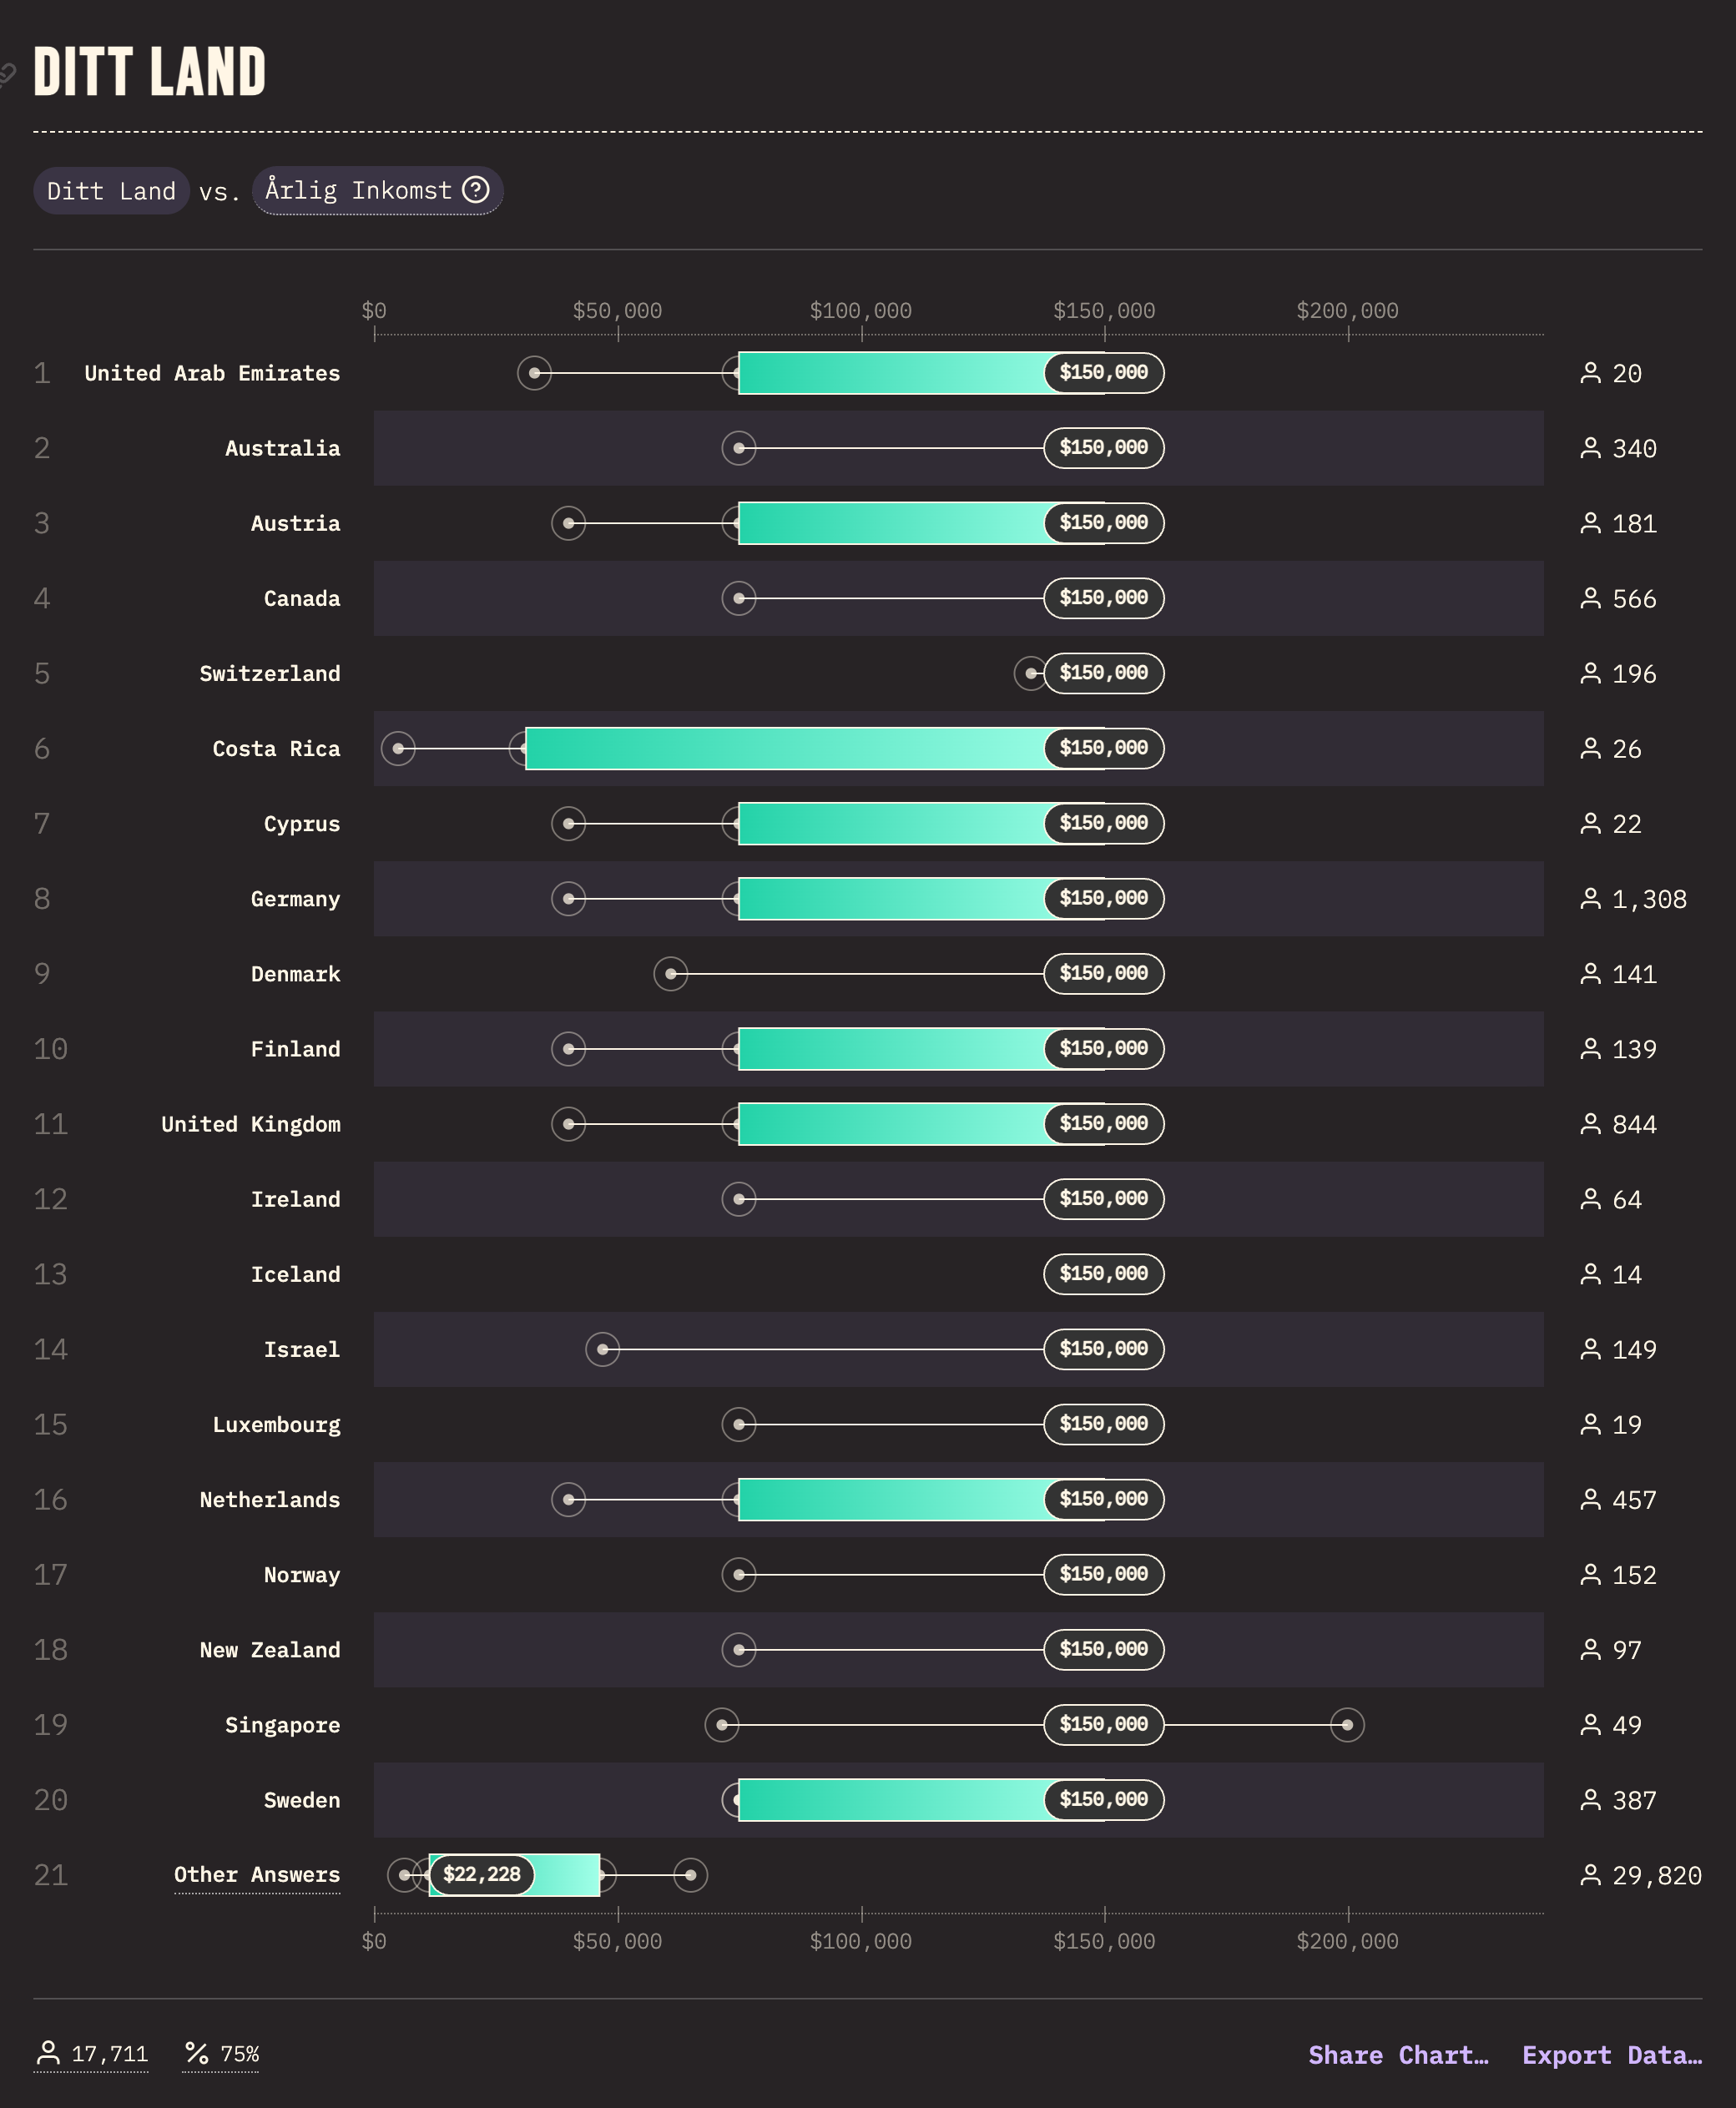 DITT LAND
Ditt Land vs. Årlig Inkomst ?
$0 $50,000 $100,000 $150,000 $200,000
1 United Arab Emirates $150,000 20
2 Australia $150,000 340
3 Austria $150,000 181
4 Canada $150,000 566
5 Switzerland $150,000 196
6 Costa Rica $150,000 26
7 Cyprus $150,000 22
8 Germany $150,000 1,308
9 Denmark $150,000 141
10 Finland $150,000 139
11 United Kingdom $150,000 844
12 Ireland $150,000 64
13 Iceland $150,000 14
14 Israel $150,000 149
15 Luxembourg $150,000 19
16 Netherlands $150,000 457
17 Norway $150,000 152
18 New Zealand $150,000 97
19 Singapore $150,000 49
20 Sweden $150,000 387
21 Other Answers $22,228 29,820
$0 $50,000 $100,000 $150,000 $200,000
17,711 % 75% Share Chart… Export Data…